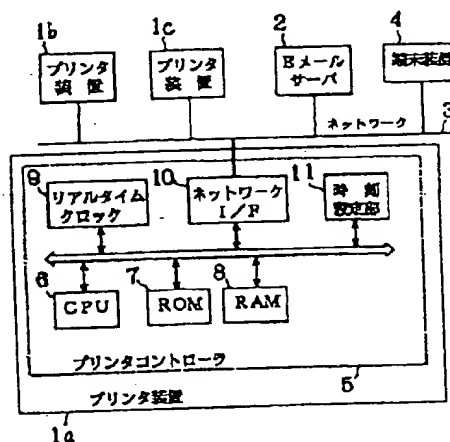 1b
プリンタ
装置
1c
プリンタ
装置
2
Eメール
サーバ
4
端末装置
ネットワーク
3
9
リアルタイム
クロック
10
ネットワーク
I/F
11
時刻
設定部
6
CPU
7
ROM
8
RAM
プリンタコントローラ
5
プリンタ装置
1a